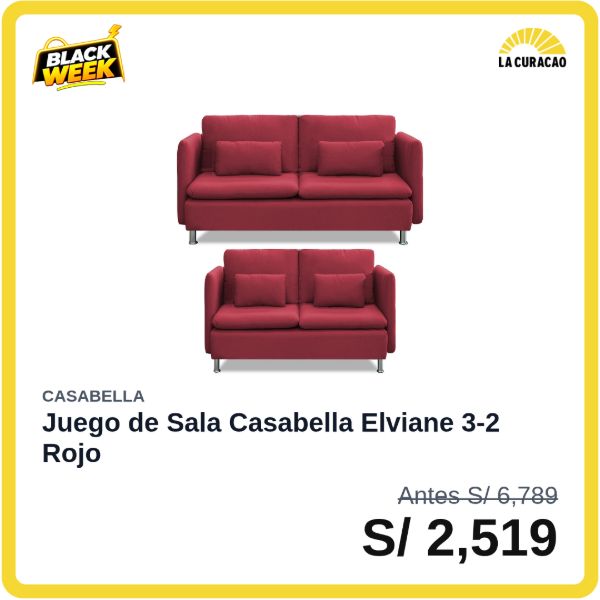 BLACK
WEEK
LA CURACAO
CASABELLA
Juego de Sala Casabella Elviane 3-2
Rojo
Antes S/ 6,789
S/ 2,519